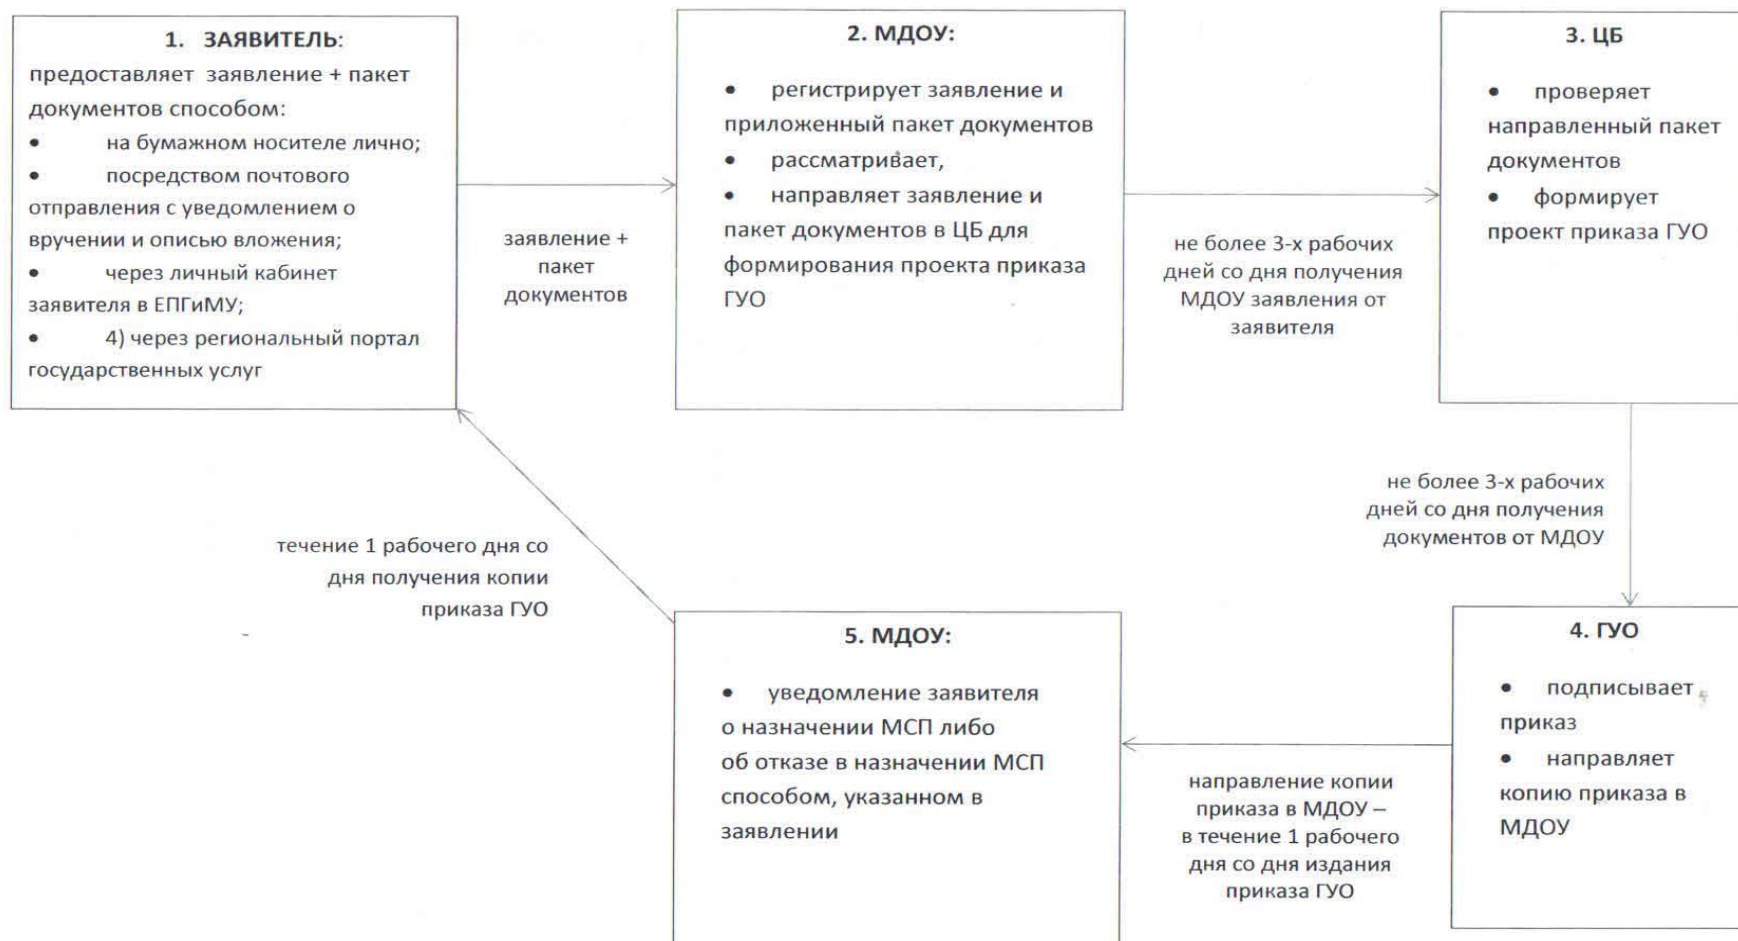 1. ЗАЯВИТЕЛЬ:
предоставляет заявление + пакет
документов способом:
• на бумажном носителе лично;
• посредством почтового
отправления с уведомлением о
вручении и описью вложения;
• через личный кабинет
заявителя в ЕПГиМУ;
• 4) через региональный портал
государственных услуг
заявление +
пакет
документов
2. МДОУ:
• регистрирует заявление и
приложенный пакет документов
• рассматривает,
• направляет заявление и
пакет документов в ЦБ для
формирования проекта приказа
ГУО
не более 3-х рабочих
дней со дня получения
МДОУ заявления от
заявителя
3. ЦБ
• проверяет
направленный пакет
документов
• формирует
проект приказа ГУО
не более 3-х рабочих
дней со дня получения
документов от МДОУ
4. ГУО
• подписывает
приказ
• направляет
копию приказа в
МДОУ
направление копии
приказа в МДОУ –
в течение 1 рабочего
дня со дня издания
приказа ГУО
5. МДОУ:
• уведомление заявителя
о назначении МСП либо
об отказе в назначении МСП
способом, указанном в
заявлении
течение 1 рабочего дня со
дня получения копии
приказа ГУО